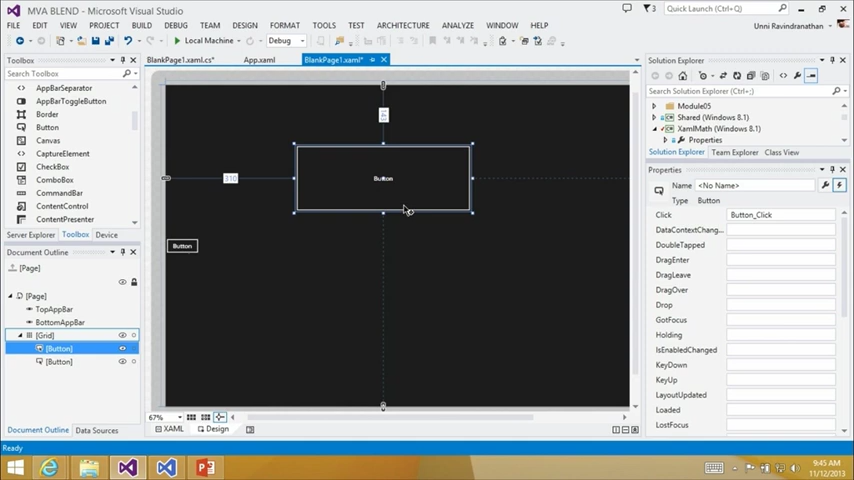 MVA BLEND - Microsoft Visual Studio
3
Quick Launch (Ctrl+Q)
FILE EDIT VIEW PROJECT BUILD DEBUG TEAM DESIGN FORMAT TOOLS TEST ARCHITECTURE ANALYZE WINDOW HELP
Unni Ravindranathan
Local Machine
Debug
Toolbox
Search Toolbox
AppBarSeparator
AppBarToggleButton
Border
Button
Canvas
CaptureElement
CheckBox
ComboBox
CommandBar
ContentControl
ContentPresenter
Server Explorer Toolbox Device
Document Outline
[Page]
[Page]
TopAppBar
BottomAppBar
[Grid]
[Button]
[Button]
Document Outline Data Sources
BlankPage1.xaml.cs* App.xaml BlankPage1.xaml*
143
310
Button
Button
67%
XAML Design
Solution Explorer
Search Solution Explorer (Ctrl+;)
Module05
Shared (Windows 8.1)
XamlMath (Windows 8.1)
Properties
Solution Explorer Team Explorer Class View
Properties
Name <No Name>
Type Button
Click Button_Click
DataContextChang...
DoubleTapped
DragEnter
DragLeave
DragOver
Drop
GotFocus
Holding
IsEnabledChanged
KeyDown
KeyUp
LayoutUpdated
Loaded
LostFocus
Ready
9:45 AM
11/12/2013